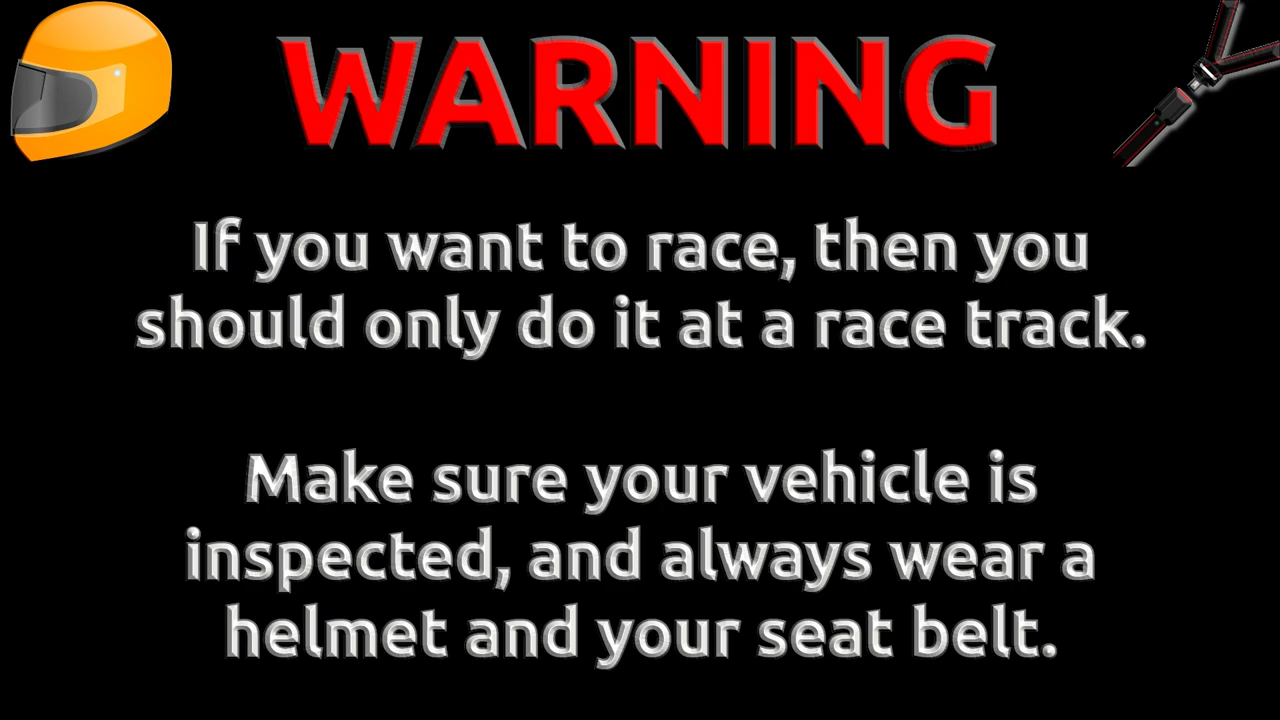 WARNING
If you want to race, then you
should only do it at a race track.
Make sure your vehicle is
inspected, and always wear a
helmet and your seat belt.